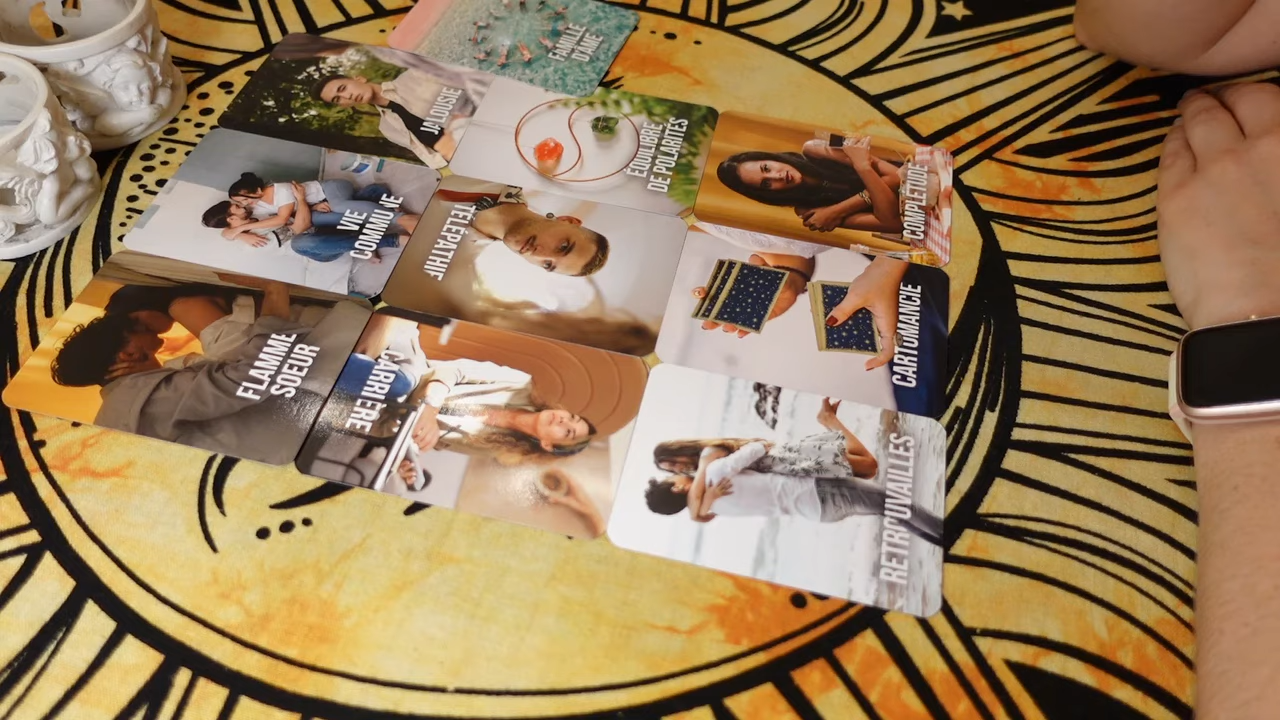 FAMILLE
D'ÂME
JALOUSIE
ÉQUILIBRE
DE POLARITÉS
COMPLÉTUDE
VIE
COMMUNE
TÉLÉPATHIE
CARTOMANCIE
FLAMME
SOEUR
CARRIÈRE
RETROUVAILLES